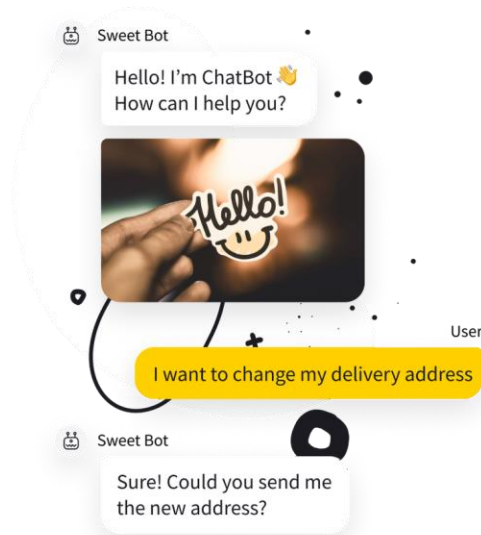 Sweet Bot
Hello! I'm ChatBot 👋
How can I help you?
Hello!
User
I want to change my delivery address
Sweet Bot
Sure! Could you send me
the new address?